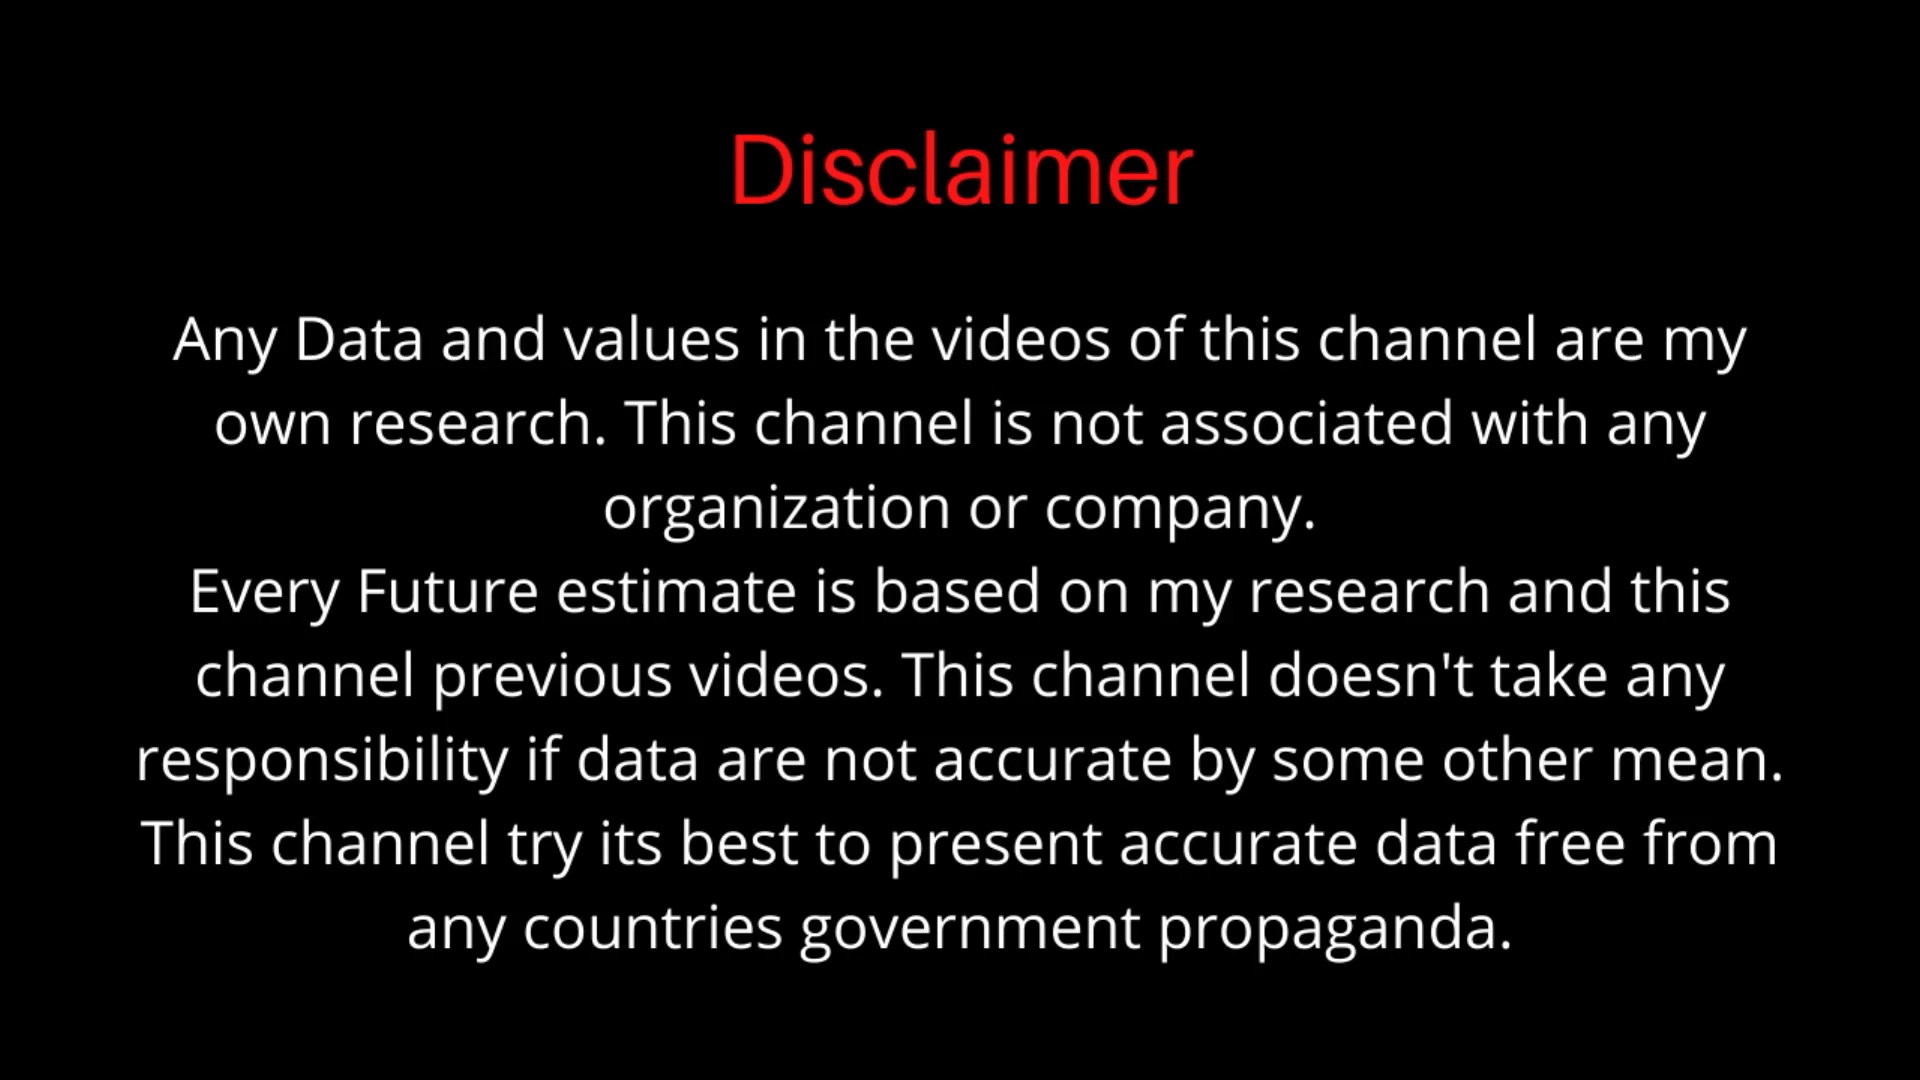 Disclaimer
Any Data and values in the videos of this channel are my
own research. This channel is not associated with any
organization or company.
Every Future estimate is based on my research and this
channel previous videos. This channel doesn't take any
responsibility if data are not accurate by some other mean.
This channel try its best to present accurate data free from
any countries government propaganda.